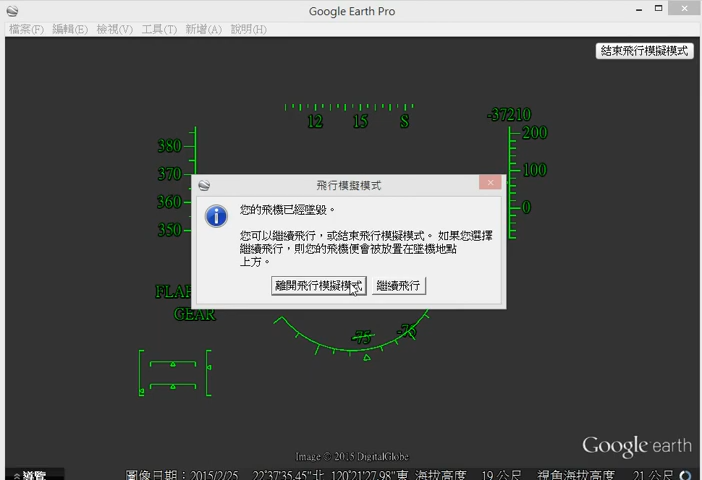 Google Earth Pro
檔案(F) 編輯(E) 檢視(V) 工具(T) 新增(A) 說明(H)
結束飛行模擬模式
12 15 S
-37210
380
370
360
350
200
100
0
飛行模擬模式
您的飛機已經墜毀。
您可以繼續飛行，或結束飛行模擬模式。如果您選擇
繼續飛行，則您的飛機便會被放置在墜機地點
上方。
離開飛行模擬模式 繼續飛行
GEAR
-75 -75
Image © 2015 DigitalGlobe
Google earth
導覽
圖像日期：2015/2/25 22°37'35.45"北 120°21'27.98"東 海拔高度 19 公尺 視角海拔高度 21 公尺